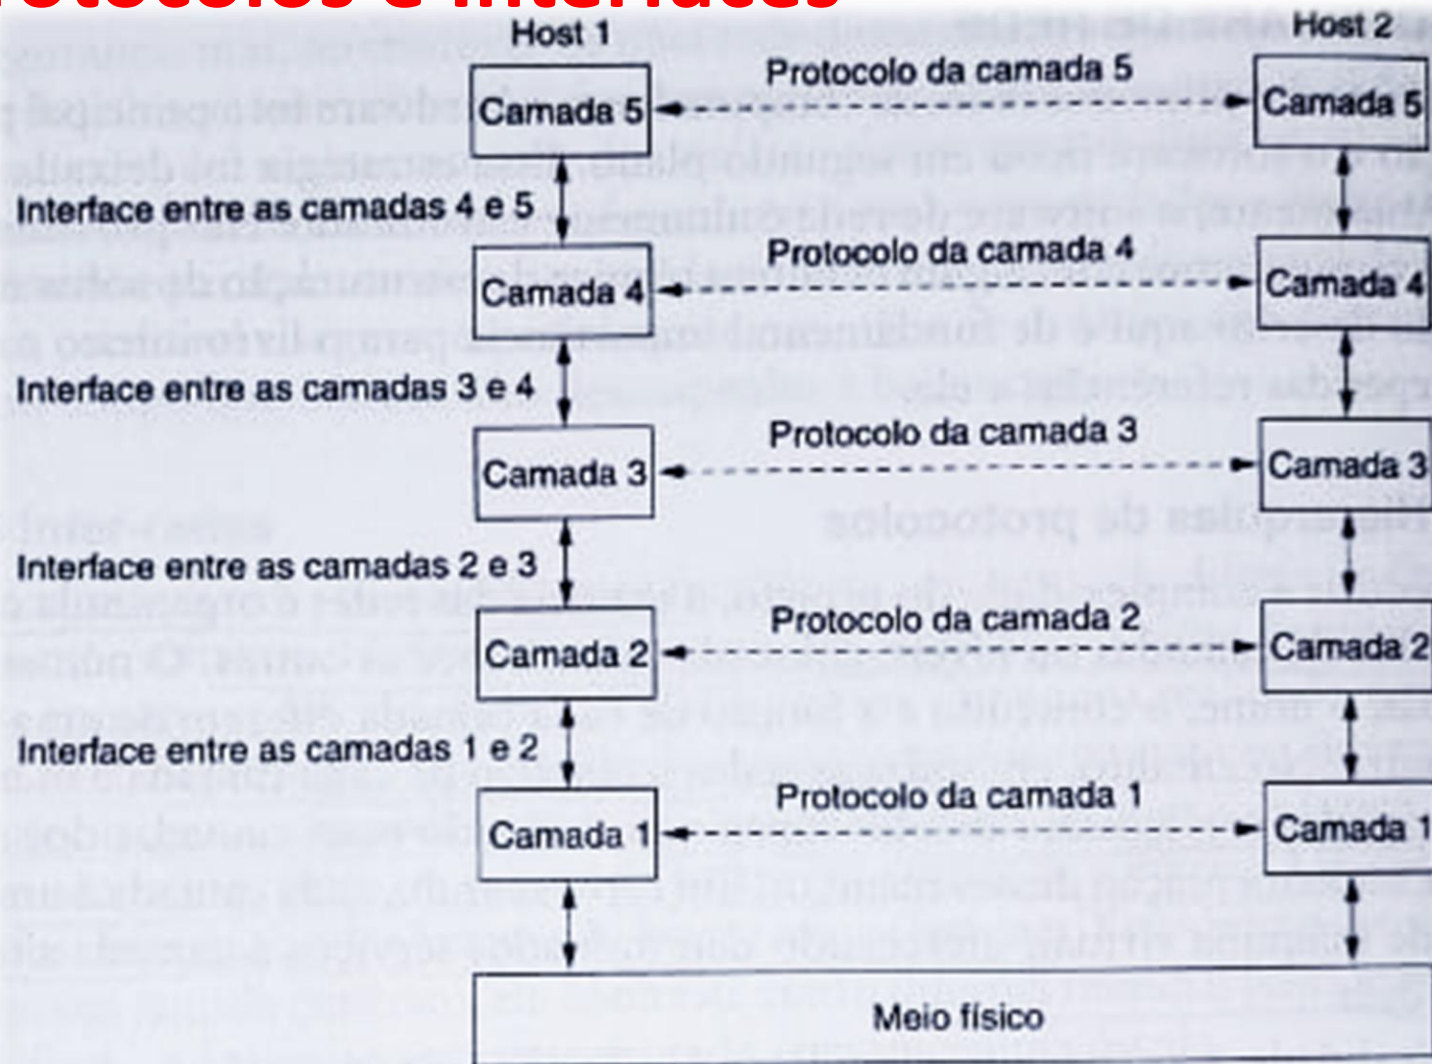 rotocolos e interfaces
Host 1
Host 2
Protocolo da camada 5
Camada 5
Camada 5
Interface entre as camadas 4 e 5
Protocolo da camada 4
Camada 4
Camada 4
Interface entre as camadas 3 e 4
Protocolo da camada 3
Camada 3
Camada 3
Interface entre as camadas 2 e 3
Protocolo da camada 2
Camada 2
Camada 2
Interface entre as camadas 1 e 2
Protocolo da camada 1
Camada 1
Camada 1
Meio físico